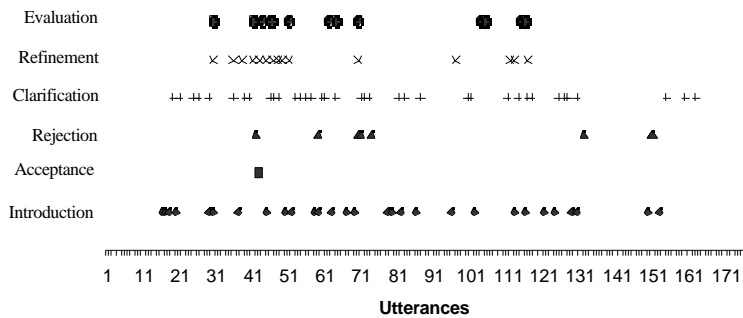 Evaluation
Refinement
Clarification
Rejection
Acceptance
Introduction
1 11 21 31 41 51 61 71 81 91 101 111 121 131 141 151 161 171
Utterances